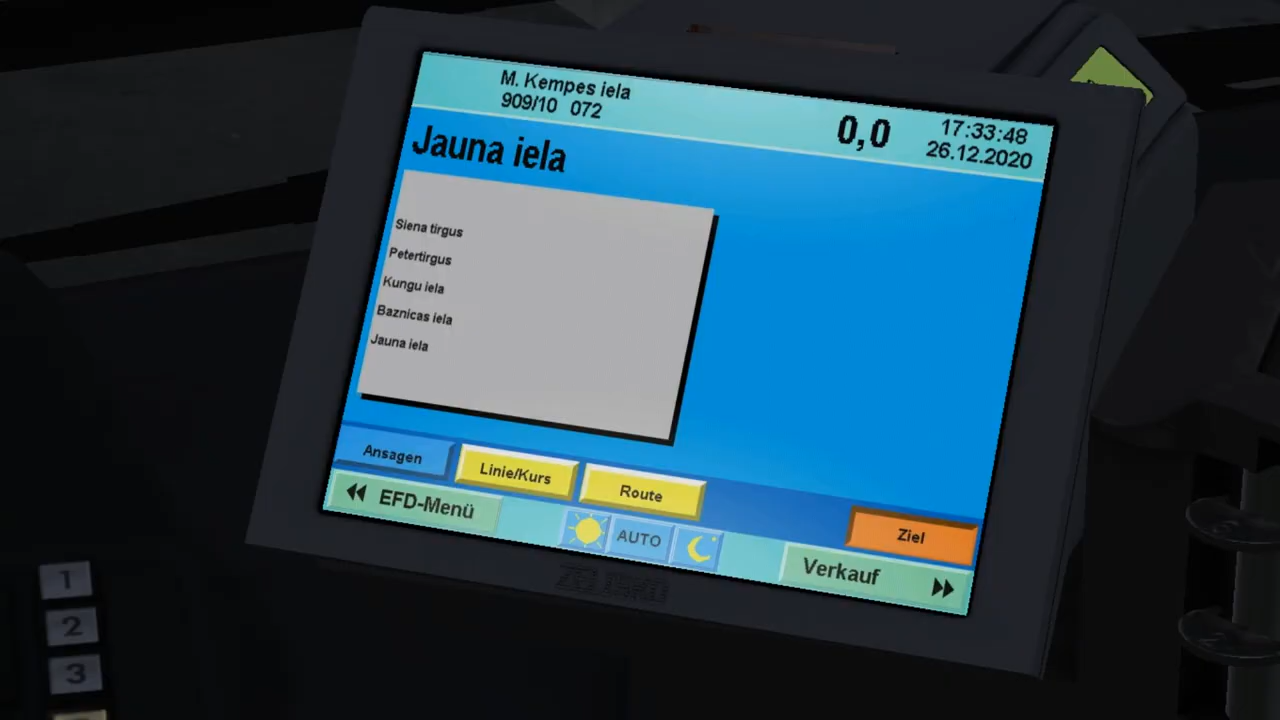 M. Kempes iela
909/10 072
0,0
17:33:48
26.12.2020
Jauna iela
Siena tirgus
Petertirgus
Kungu iela
Baznicas iela
Jauna iela
Ansagen
Linie/Kurs
Route
Ziel
EFD-Menü
AUTO
Verkauf
1
2
3